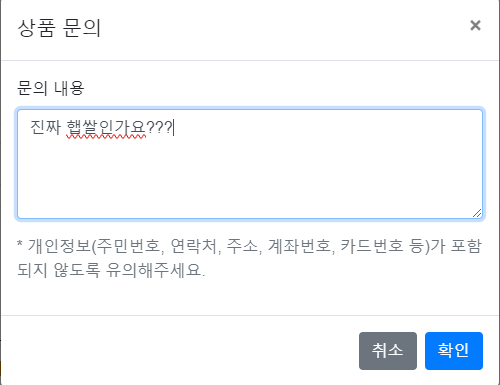 상품 문의
×
문의 내용
진짜 햅쌀인가요???
* 개인정보(주민번호, 연락처, 주소, 계좌번호, 카드번호 등)가 포함
되지 않도록 유의해주세요.
취소 확인